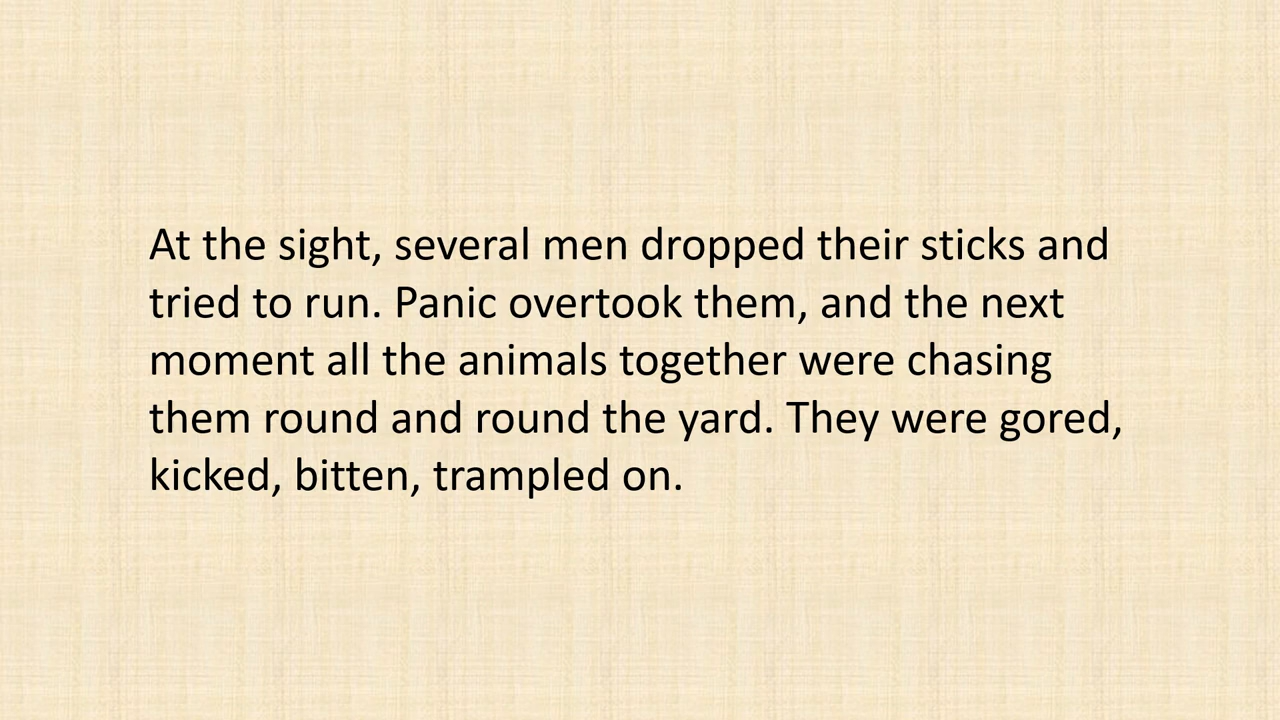 At the sight, several men dropped their sticks and
tried to run. Panic overtook them, and the next
moment all the animals together were chasing
them round and round the yard. They were gored,
kicked, bitten, trampled on.